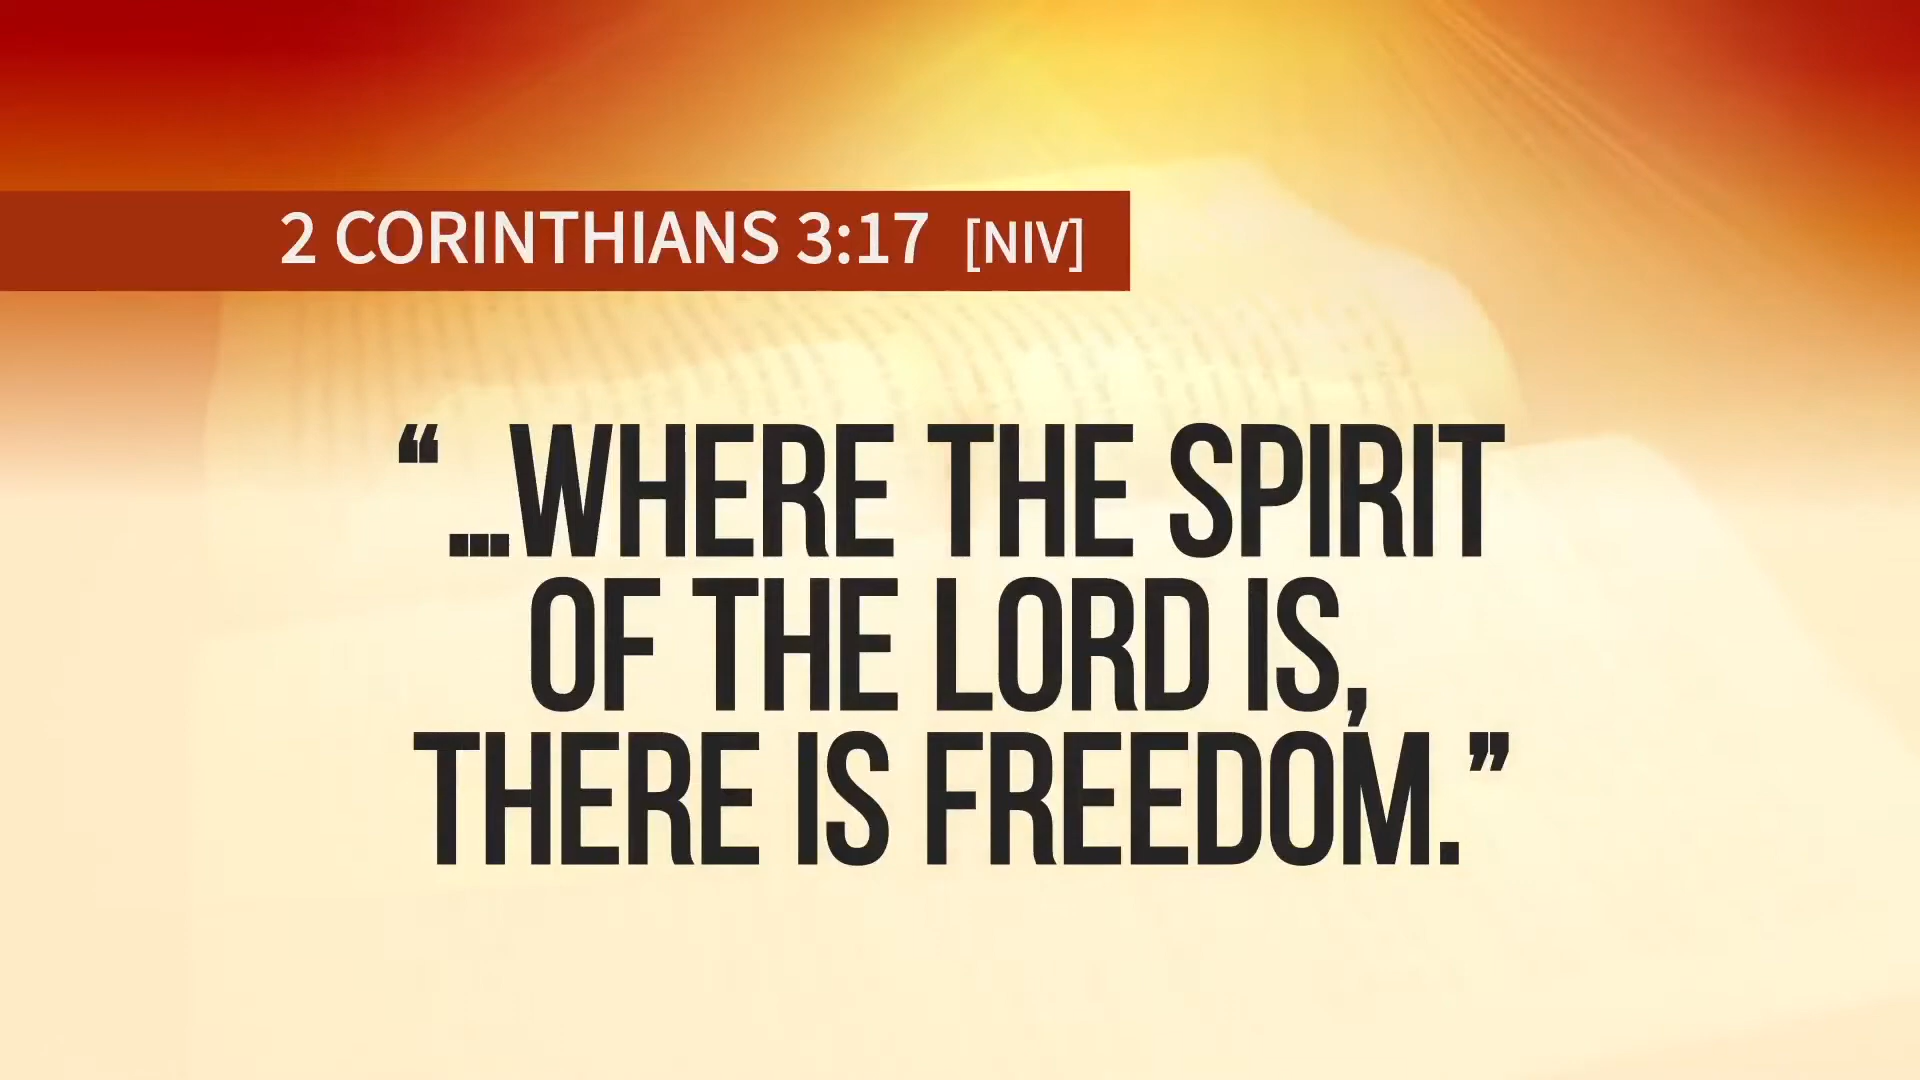 2 CORINTHIANS 3:17 [NIV]
“…WHERE THE SPIRIT
OF THE LORD IS,
THERE IS FREEDOM.”